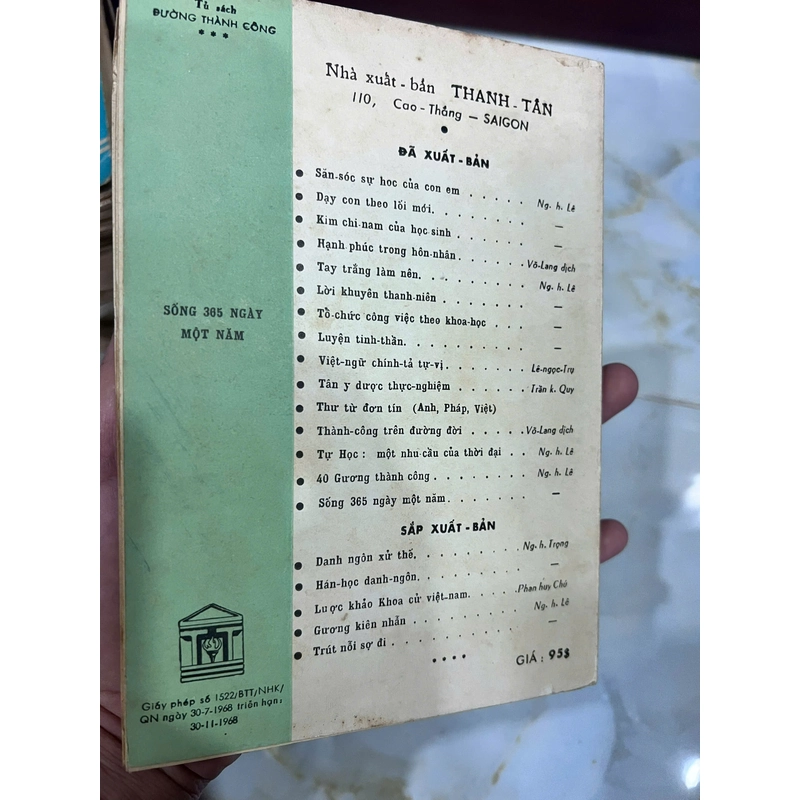 Tủ sách
ĐƯỜNG THÀNH CÔNG
* * *
SỐNG 365 NGÀY
MỘT NĂM
Giấy phép số 1522/BTT/NHK/
QN ngày 30-7-1968 triển hạn:
30-11-1968
Nhà xuất-bản THANH-TÂN
110, Cao-Thắng — SAIGON
ĐÃ XUẤT-BẢN
Săn-sóc sự học của con em . . . . . Ng. h. Lê
Dạy con theo lối mới. . . . . . . . —
Kim chỉ-nam của học sinh . . . . . . —
Hạnh phúc trong hôn-nhân. . . . . . . Võ-Lang dịch
Tay trắng làm nên. . . . . . . . . Ng. h. Lê
Lời khuyên thanh-niên . . . . . . . —
Tổ-chức công việc theo khoa-học . . . —
Luyện tinh-thần. . . . . . . . . —
Việt-ngữ chính-tả tự-vị . . . . . . Lê-ngọc-Trụ
Tân y dược thực-nghiệm . . . . . . Trần k. Quy
Thư từ đơn tín (Anh, Pháp, Việt)
Thành-công trên đường đời . . . . . Võ-Lang dịch
Tự Học : một nhu cầu của thời đại . . Ng. h. Lê
40 Gương thành công . . . . . . . Ng. h. Lê
Sống 365 ngày một năm. . . . . . . —
SẮP XUẤT-BẢN
Danh ngôn xử thế. . . . . . . . Ng. h. Trọng
Hán-học danh-ngôn. . . . . . . . —
Lược khảo Khoa cử việt-nam. . . . . Phan huy Chú
Gương kiên nhẫn . . . . . . . . Ng. h. Lê
Trút nỗi sợ đi . . . . . . . . —
* * * *
GIÁ : 95$